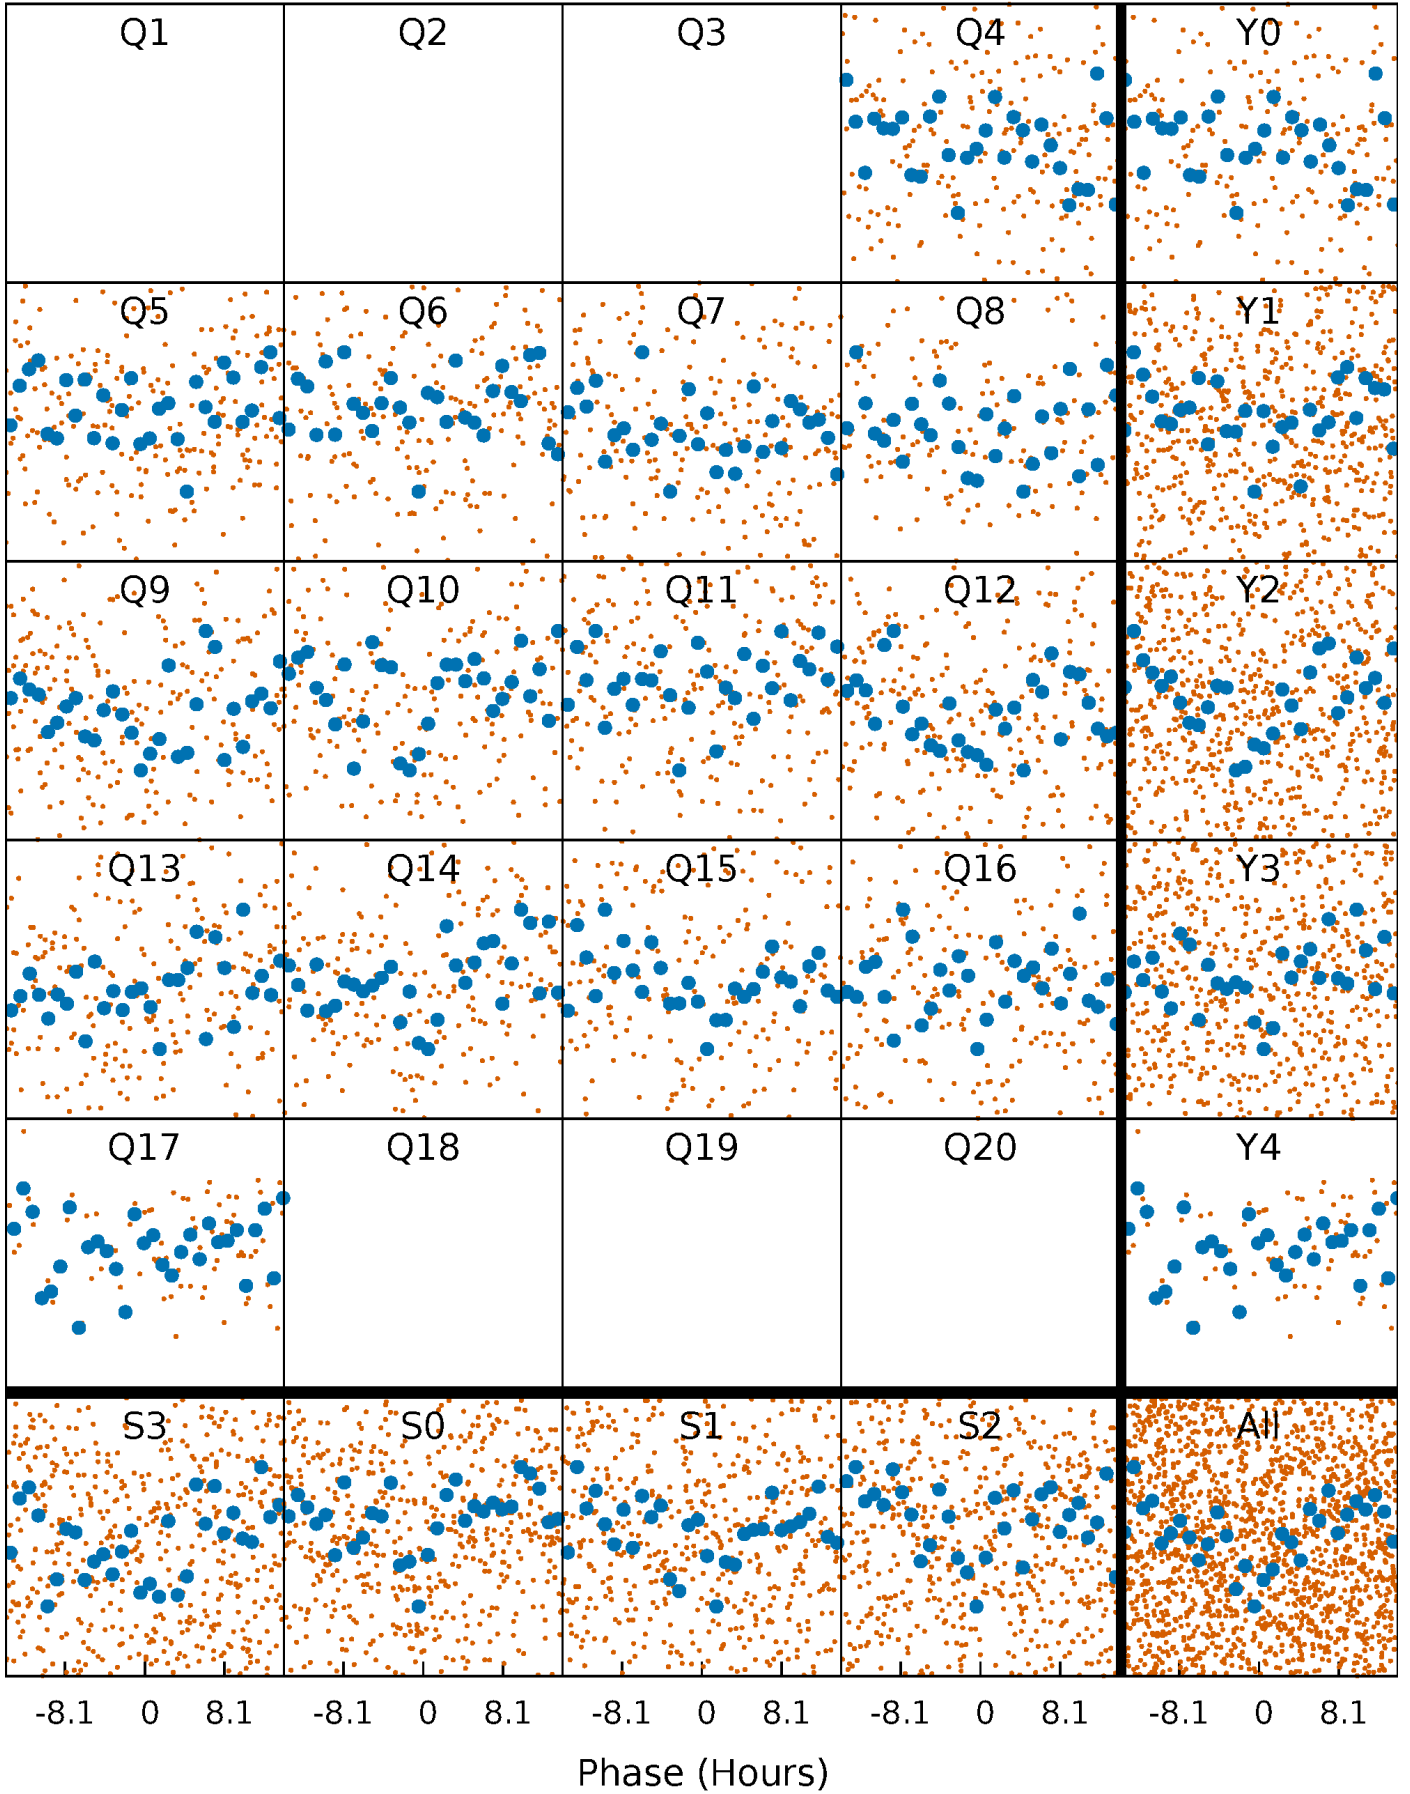 Q1 Q2 Q3 Q4 Y0
Q5 Q6 Q7 Q8 Y1
Q9 Q10 Q11 Q12 Y2
Q13 Q14 Q15 Q16 Y3
Q17 Q18 Q19 Q20 Y4
S3 S0 S1 S2 All
-8.1 0 8.1 -8.1 0 8.1 -8.1 0 8.1 -8.1 0 8.1 -8.1 0 8.1
Phase (Hours)